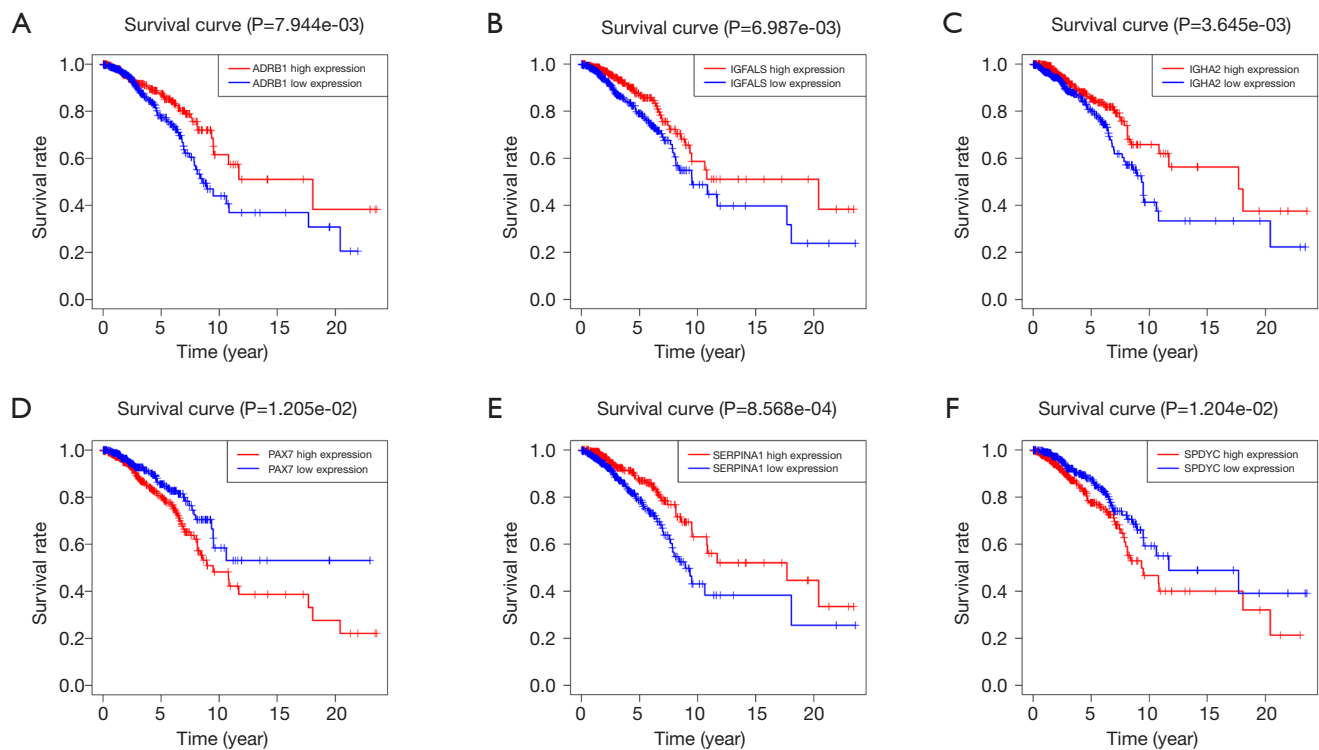 A
Survival curve (P=7.944e-03)
ADRB1 high expression
ADRB1 low expression
Survival rate
1.0
0.8
0.6
0.4
0.2
0.0
0 5 10 15 20
Time (year)
B
Survival curve (P=6.987e-03)
IGFALS high expression
IGFALS low expression
Survival rate
1.0
0.8
0.6
0.4
0.2
0.0
0 5 10 15 20
Time (year)
C
Survival curve (P=3.645e-03)
IGHA2 high expression
IGHA2 low expression
Survival rate
1.0
0.8
0.6
0.4
0.2
0.0
0 5 10 15 20
Time (year)
D
Survival curve (P=1.205e-02)
PAX7 high expression
PAX7 low expression
Survival rate
1.0
0.8
0.6
0.4
0.2
0.0
0 5 10 15 20
Time (year)
E
Survival curve (P=8.568e-04)
SERPINA1 high expression
SERPINA1 low expression
Survival rate
1.0
0.8
0.6
0.4
0.2
0.0
0 5 10 15 20
Time (year)
F
Survival curve (P=1.204e-02)
SPDYC high expression
SPDYC low expression
Survival rate
1.0
0.8
0.6
0.4
0.2
0.0
0 5 10 15 20
Time (year)